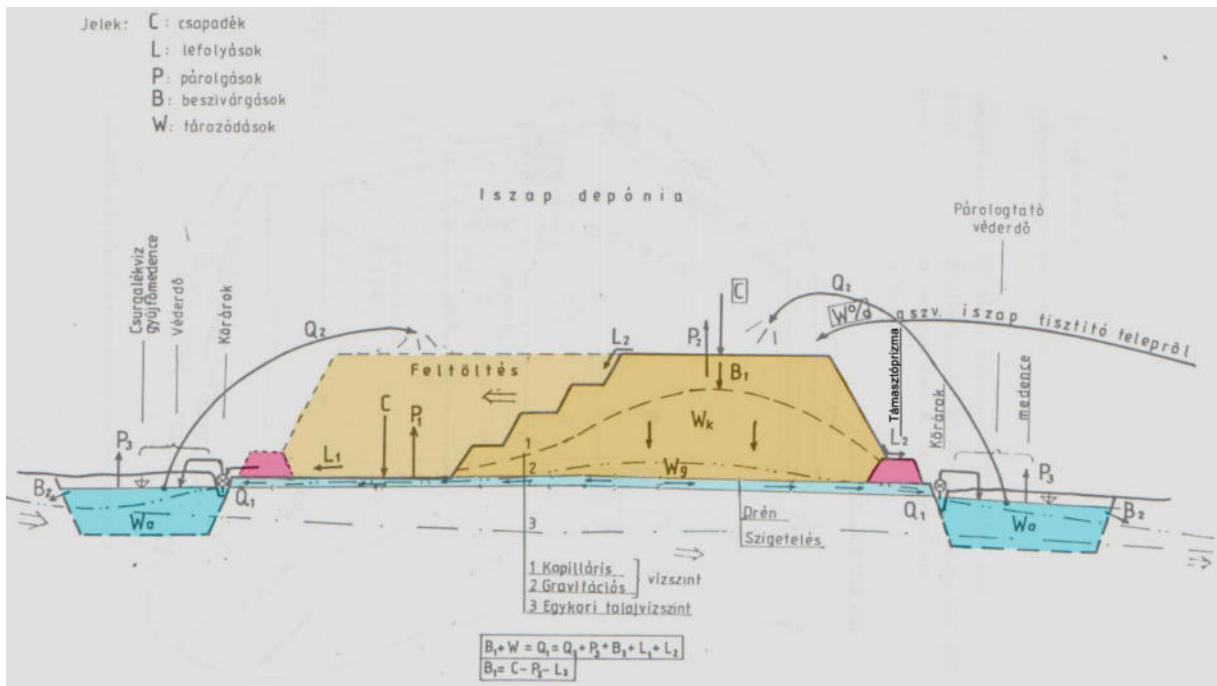 Jelek: C : csapadék
L : lefolyások
P : párolgások
B : beszivárgások
W : tározódások
Iszap depónia
Csurgalékvíz
gyűjtőmedence
Véderdő
Körárok
Párologtató
véderdő
Q₂
Q₂
C
W%d
aszv. iszap tisztító telepről
P₂
L₂
Feltöltés
B₁
Támasztóprizma
Körárok
medence
C
P₁
Wk
L₂
P₃
1
L₁
2
Wg
P₃
B₂
Q₁
Q₁
B₂
Wa
Wa
3
Drén
Szigetelés
1 Kapilláris
2 Gravitációs
vízszint
3 Egykori talajvízszint
B₁+W = Q₁ = Q₂+P₃+B₂+L₁+L₂
B₁= C-P₂-L₂